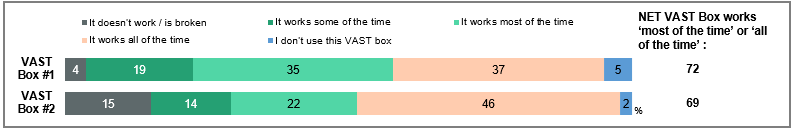 It doesn't work / is broken
It works some of the time
It works most of the time
It works all of the time
I don't use this VAST box
NET VAST Box works
'most of the time' or 'all
of the time' :
VAST
Box #1
4 19 35 37 5
72
VAST
Box #2
15 14 22 46 2 %
69